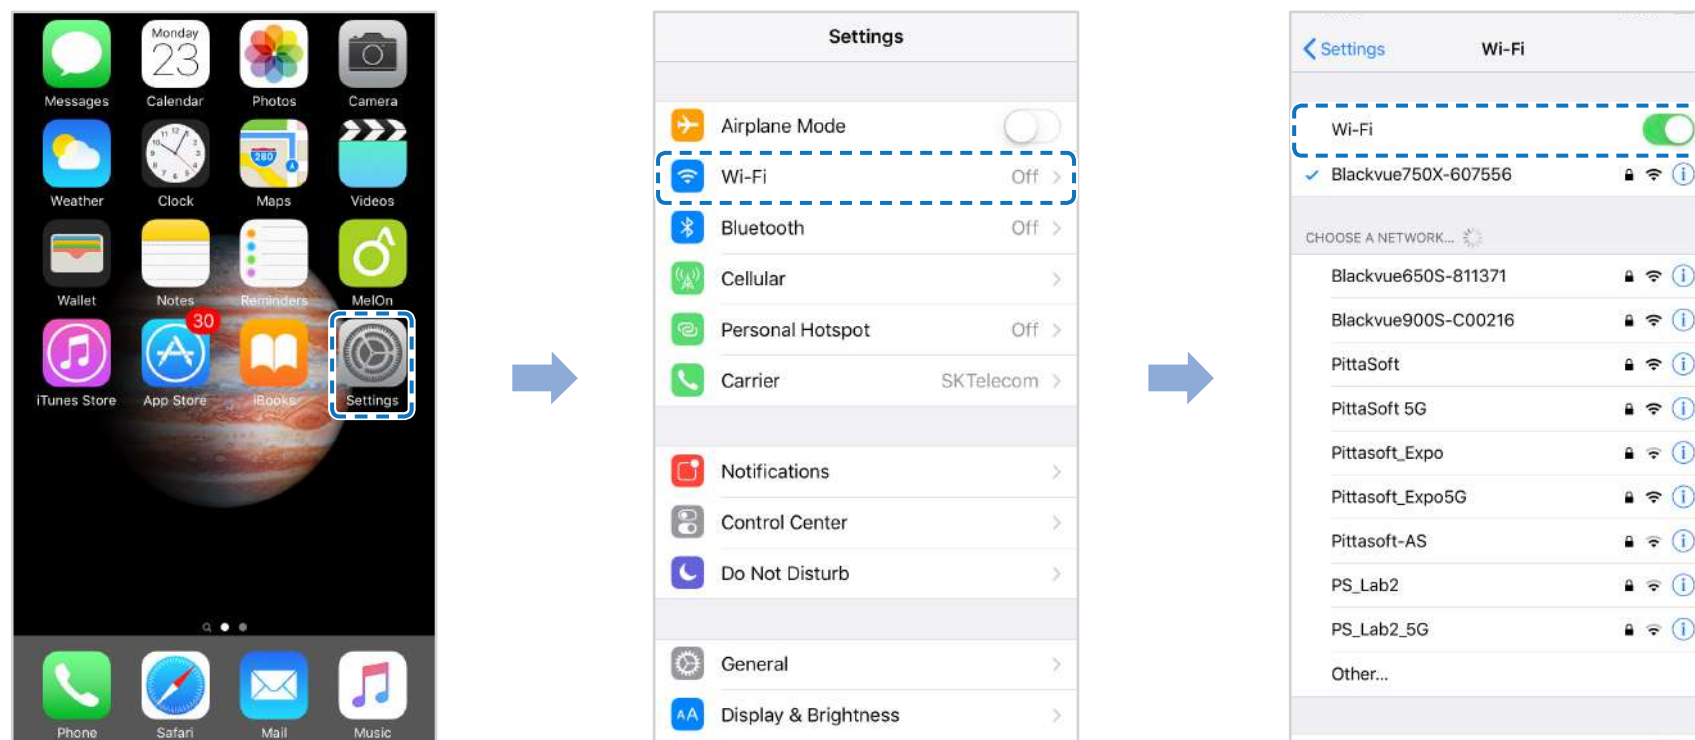 Monday
23
Messages Calendar Photos Camera
280
Weather Clock Maps Videos
Wallet Notes Reminders MelOn
30
iTunes Store App Store iBooks Settings
Phone Safari Mail Music
Settings
Airplane Mode
Wi-Fi Off
Bluetooth Off
Cellular
Personal Hotspot Off
Carrier SKTelecom
Notifications
Control Center
Do Not Disturb
General
AA Display & Brightness
Settings Wi-Fi
Wi-Fi
Blackvue750X-607556
CHOOSE A NETWORK...
Blackvue650S-811371
Blackvue900S-C00216
PittaSoft
PittaSoft 5G
Pittasoft_Expo
Pittasoft_Expo5G
Pittasoft-AS
PS_Lab2
PS_Lab2_5G
Other...